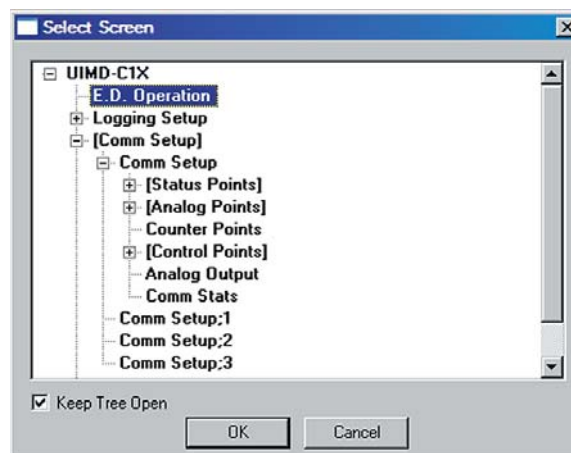 Select Screen
UIMD-C1X
E.D. Operation
Logging Setup
[Comm Setup]
Comm Setup
[Status Points]
[Analog Points]
Counter Points
[Control Points]
Analog Output
Comm Stats
Comm Setup;1
Comm Setup;2
Comm Setup;3
Keep Tree Open
OK Cancel